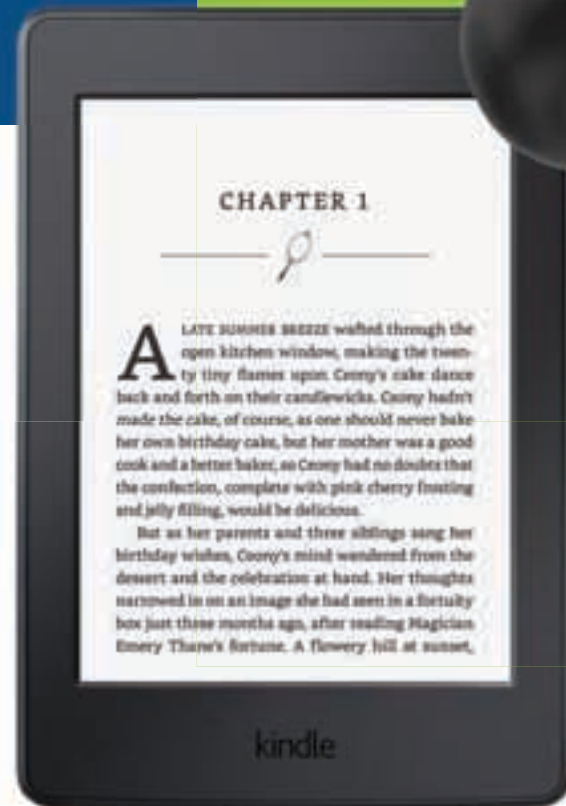 CHAPTER 1
A LATE SUMMER BREEZE wafted through the
open kitchen window, making the twen-
ty tiny flames upon Ceony's cake dance
back and forth on their candlewicks. Ceony hadn't
made the cake, of course, as one should never bake
her own birthday cake, but her mother was a good
cook and a better baker, so Ceony had no doubts that
the confection, complete with pink cherry frosting
and jelly filling, would be delicious.
But as her parents and three siblings sang her
birthday wishes, Ceony's mind wandered from the
dessert and the celebration at hand. Her thoughts
narrowed in on an image she had seen in a fortuity
box just three months ago, after reading Magician
Emery Thane's fortune. A flowery hill at sunset,
kindle